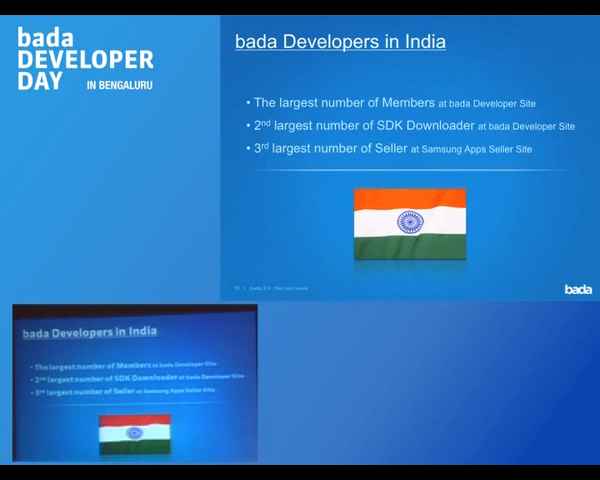 bada
DEVELOPER
DAY IN BENGALURU
bada Developers in India
• The largest number of Members at bada Developer Site
• 2nd largest number of SDK Downloader at bada Developer Site
• 3rd largest number of Seller at Samsung Apps Seller Site
15 / bada 2.0 : the next wave
bada
bada Developers in India
• The largest number of Members at bada Developer Site
• 2nd largest number of SDK Downloader at bada Developer Site
• 3rd largest number of Seller at Samsung Apps Seller Site